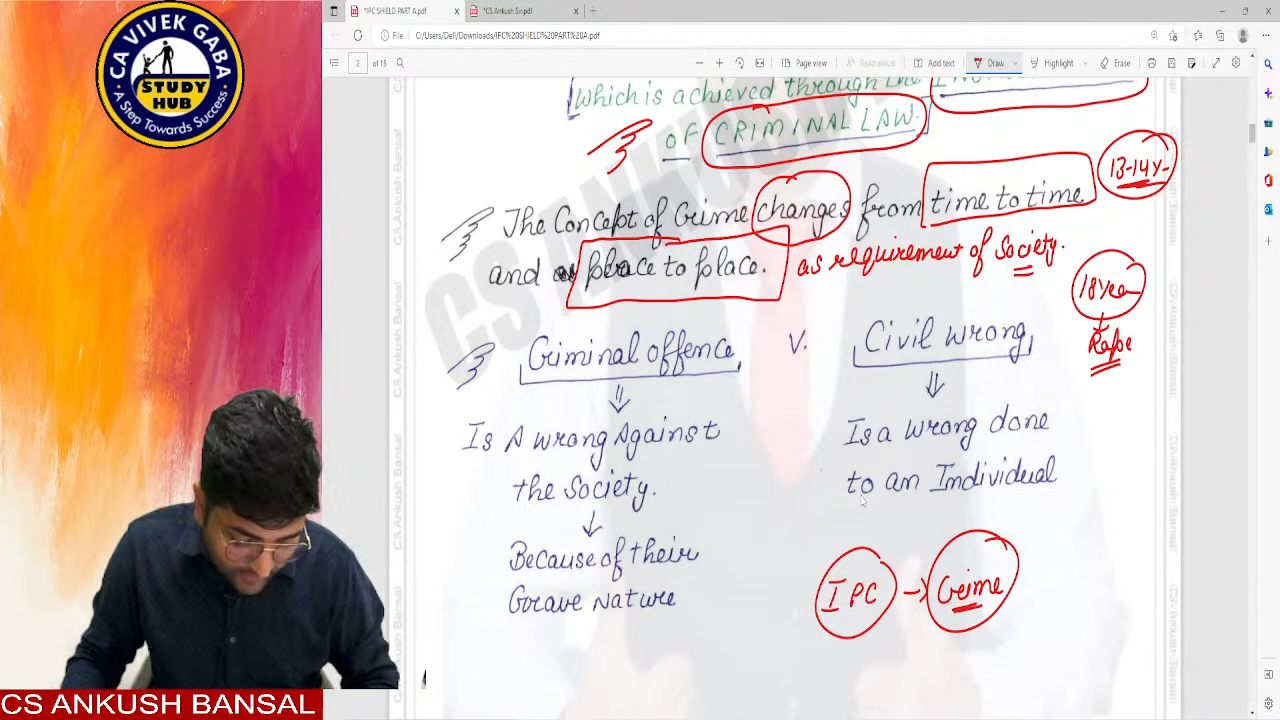 CA VIVEK GABA
STUDY
HUB
A Step Towards Success
*IPC SHIELD PART A.pdf
*CS Ankush Sir.pdf
File
C:/Users/Dell/Downloads/IPC%20SHIELD%20PART%20A.pdf
2 of 13
Page view
Read aloud
Add text
Draw
Highlight
Erase
Which is achieved through the
of CRIMINAL LAW.
13-14 Y-
The Concept of Crime changes from time to time
and place to place. as requirement of Society.
18 Year
Rape
Criminal offence V. Civil wrong
Is A wrong Against
the Society.
Because of their
Grave Nature
Is a wrong done
to an Individual
IPC → Crime
CS ANKUSH BANSAL